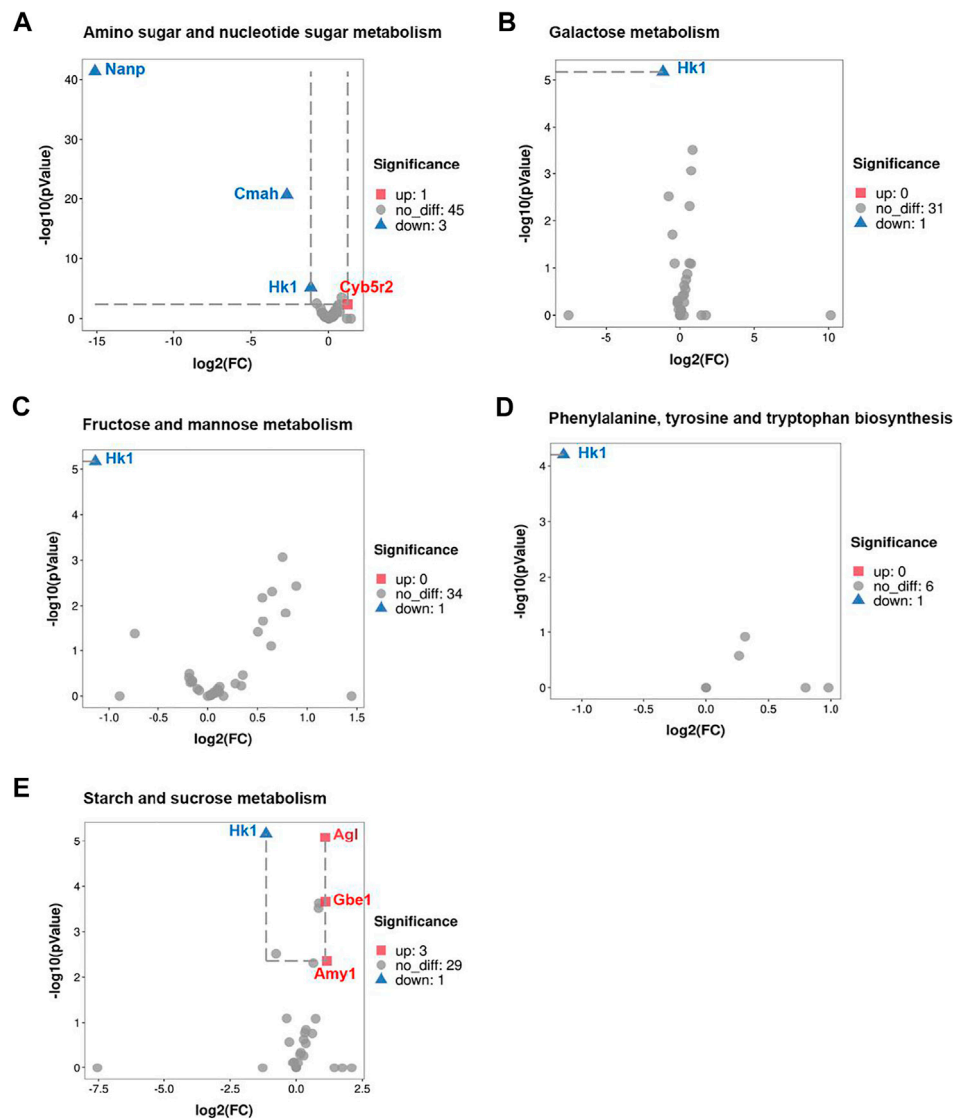 A
Amino sugar and nucleotide sugar metabolism
Nanp
Cmah
Hk1
Cyb5r2
40
30
20
10
0
-15
-10
-5
0
-log10(pValue)
log2(FC)
Significance
up: 1
no_diff: 45
down: 3
B
Galactose metabolism
Hk1
5
4
3
2
1
0
-5
0
5
10
-log10(pValue)
log2(FC)
Significance
up: 0
no_diff: 31
down: 1
C
Fructose and mannose metabolism
Hk1
5
4
3
2
1
0
-1.0
-0.5
0.0
0.5
1.0
1.5
-log10(pValue)
log2(FC)
Significance
up: 0
no_diff: 34
down: 1
D
Phenylalanine, tyrosine and tryptophan biosynthesis
Hk1
4
4
3
2
1
0
-1.0
-0.5
0.0
0.5
1.0
-log10(pValue)
log2(FC)
Significance
up: 0
no_diff: 6
down: 1
E
Starch and sucrose metabolism
Hk1
Agl
Gbe1
Amy1
5
4
3
2
1
0
-7.5
-5.0
-2.5
0.0
2.5
-log10(pValue)
log2(FC)
Significance
up: 3
no_diff: 29
down: 1